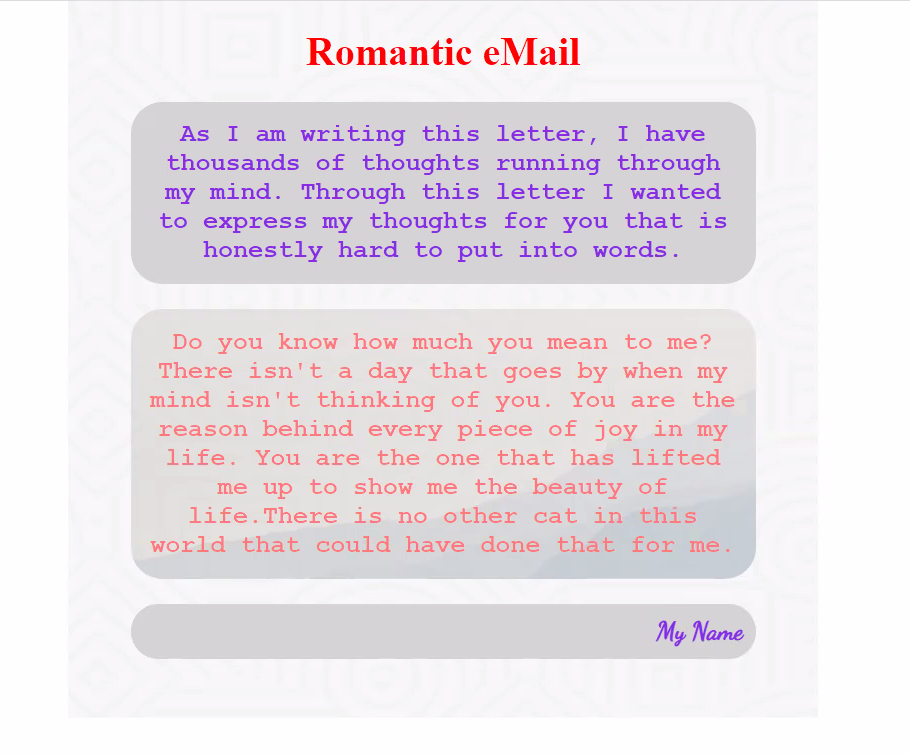 Romantic eMail
As I am writing this letter, I have
thousands of thoughts running through
my mind. Through this letter I wanted
to express my thoughts for you that is
honestly hard to put into words.
Do you know how much you mean to me?
There isn't a day that goes by when my
mind isn't thinking of you. You are the
reason behind every piece of joy in my
life. You are the one that has lifted
me up to show me the beauty of
life.There is no other cat in this
world that could have done that for me.
My Name